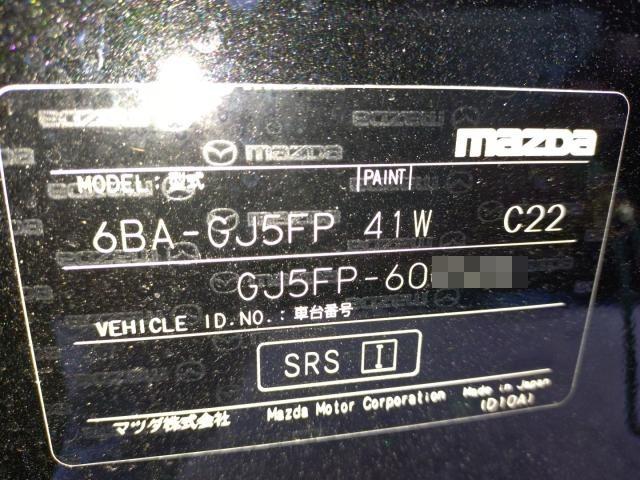 mazda
mazda
MODEL: 型式 PAINT
6BA-GJ5FP 41W C22
GJ5FP-60
VEHICLE ID.NO.: 車台番号
SRS I
マツダ株式会社 Mazda Motor Corporation Made in Japan
(D10A)